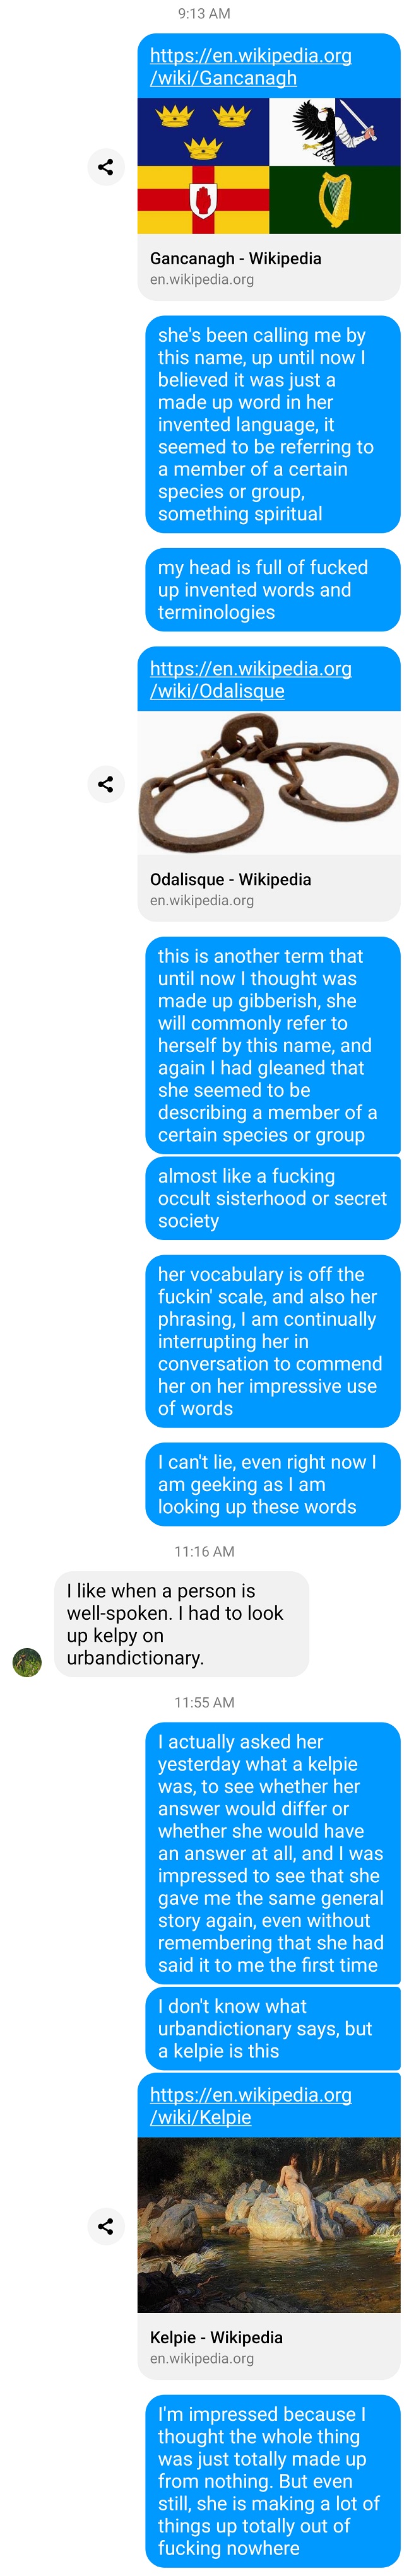 9:13 AM
https://en.wikipedia.org
/wiki/Gancanagh
Gancanagh - Wikipedia
en.wikipedia.org
she's been calling me by
this name, up until now I
believed it was just a
made up word in her
invented language, it
seemed to be referring to
a member of a certain
species or group,
something spiritual
my head is full of fucked
up invented words and
terminologies
https://en.wikipedia.org
/wiki/Odalisque
Odalisque - Wikipedia
en.wikipedia.org
this is another term that
until now I thought was
made up gibberish, she
will commonly refer to
herself by this name, and
again I had gleaned that
she seemed to be
describing a member of a
certain species or group
almost like a fucking
occult sisterhood or secret
society
her vocabulary is off the
fuckin' scale, and also her
phrasing, I am continually
interrupting her in
conversation to commend
her on her impressive use
of words
I can't lie, even right now I
am geeking as I am
looking up these words
11:16 AM
I like when a person is
well-spoken. I had to look
up kelpy on
urbandictionary.
11:55 AM
I actually asked her
yesterday what a kelpie
was, to see whether her
answer would differ or
whether she would have
an answer at all, and I was
impressed to see that she
gave me the same general
story again, even without
remembering that she had
said it to me the first time
I don't know what
urbandictionary says, but
a kelpie is this
https://en.wikipedia.org
/wiki/Kelpie
Kelpie - Wikipedia
en.wikipedia.org
I'm impressed because I
thought the whole thing
was just totally made up
from nothing. But even
still, she is making a lot of
things up totally out of
fucking nowhere